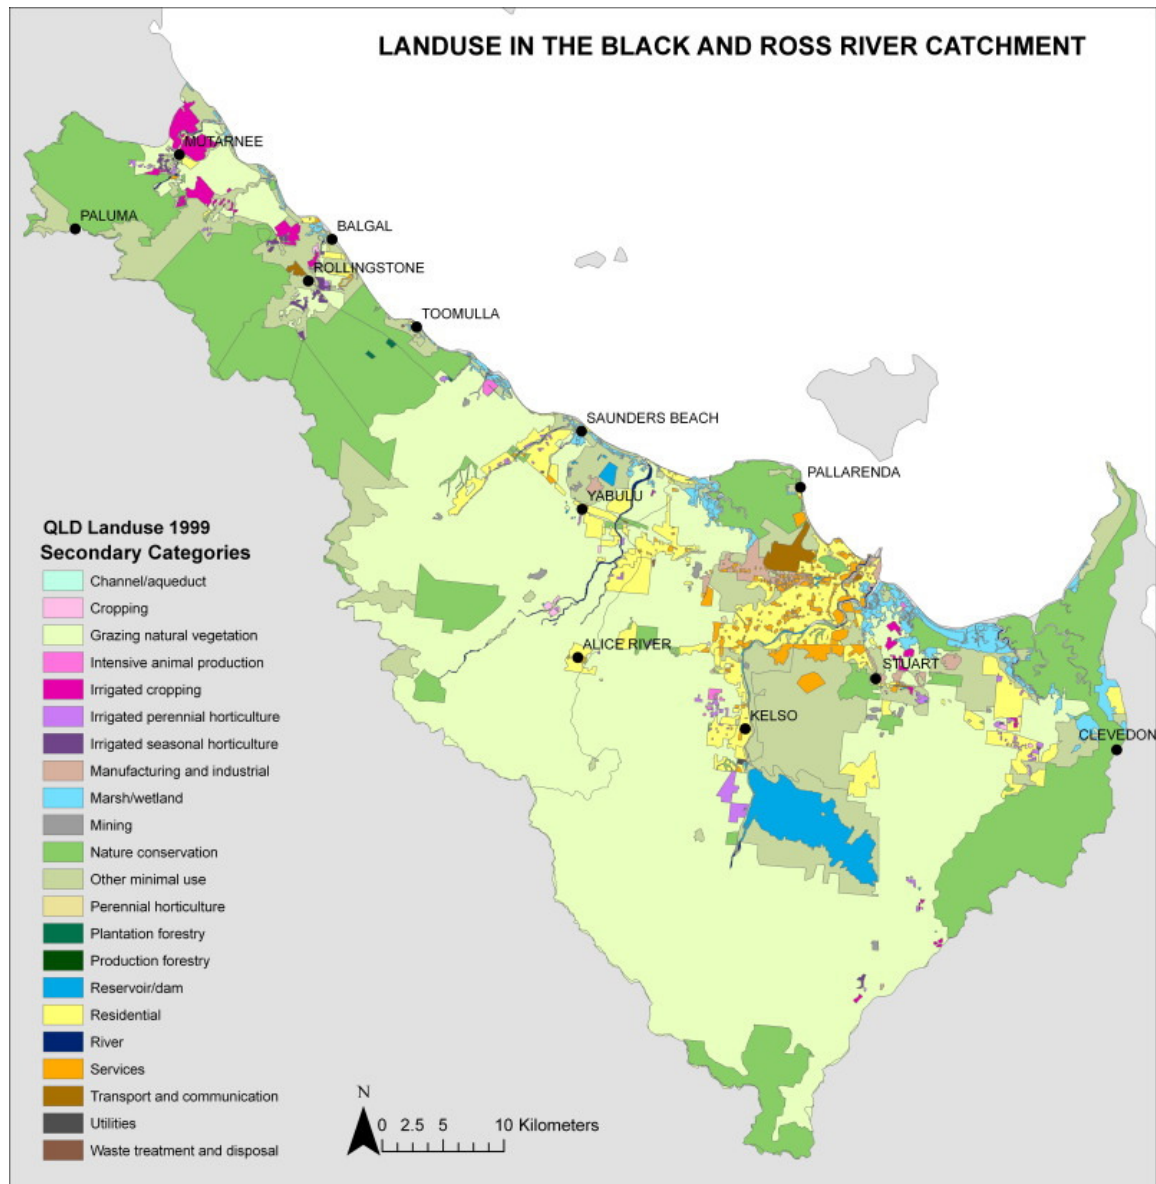 LANDUSE IN THE BLACK AND ROSS RIVER CATCHMENT
MUTARNEE
PALUMA
BALGAL
ROLLINGSTONE
TOOMULLA
SAUNDERS BEACH
PALLARENDA
YABULU
ALICE RIVER
STUART
KELSO
CLEVEDON
QLD Landuse 1999
Secondary Categories
Channel/aqueduct
Cropping
Grazing natural vegetation
Intensive animal production
Irrigated cropping
Irrigated perennial horticulture
Irrigated seasonal horticulture
Manufacturing and industrial
Marsh/wetland
Mining
Nature conservation
Other minimal use
Perennial horticulture
Plantation forestry
Production forestry
Reservoir/dam
Residential
River
Services
Transport and communication
Utilities
Waste treatment and disposal
N
0 2.5 5 10 Kilometers